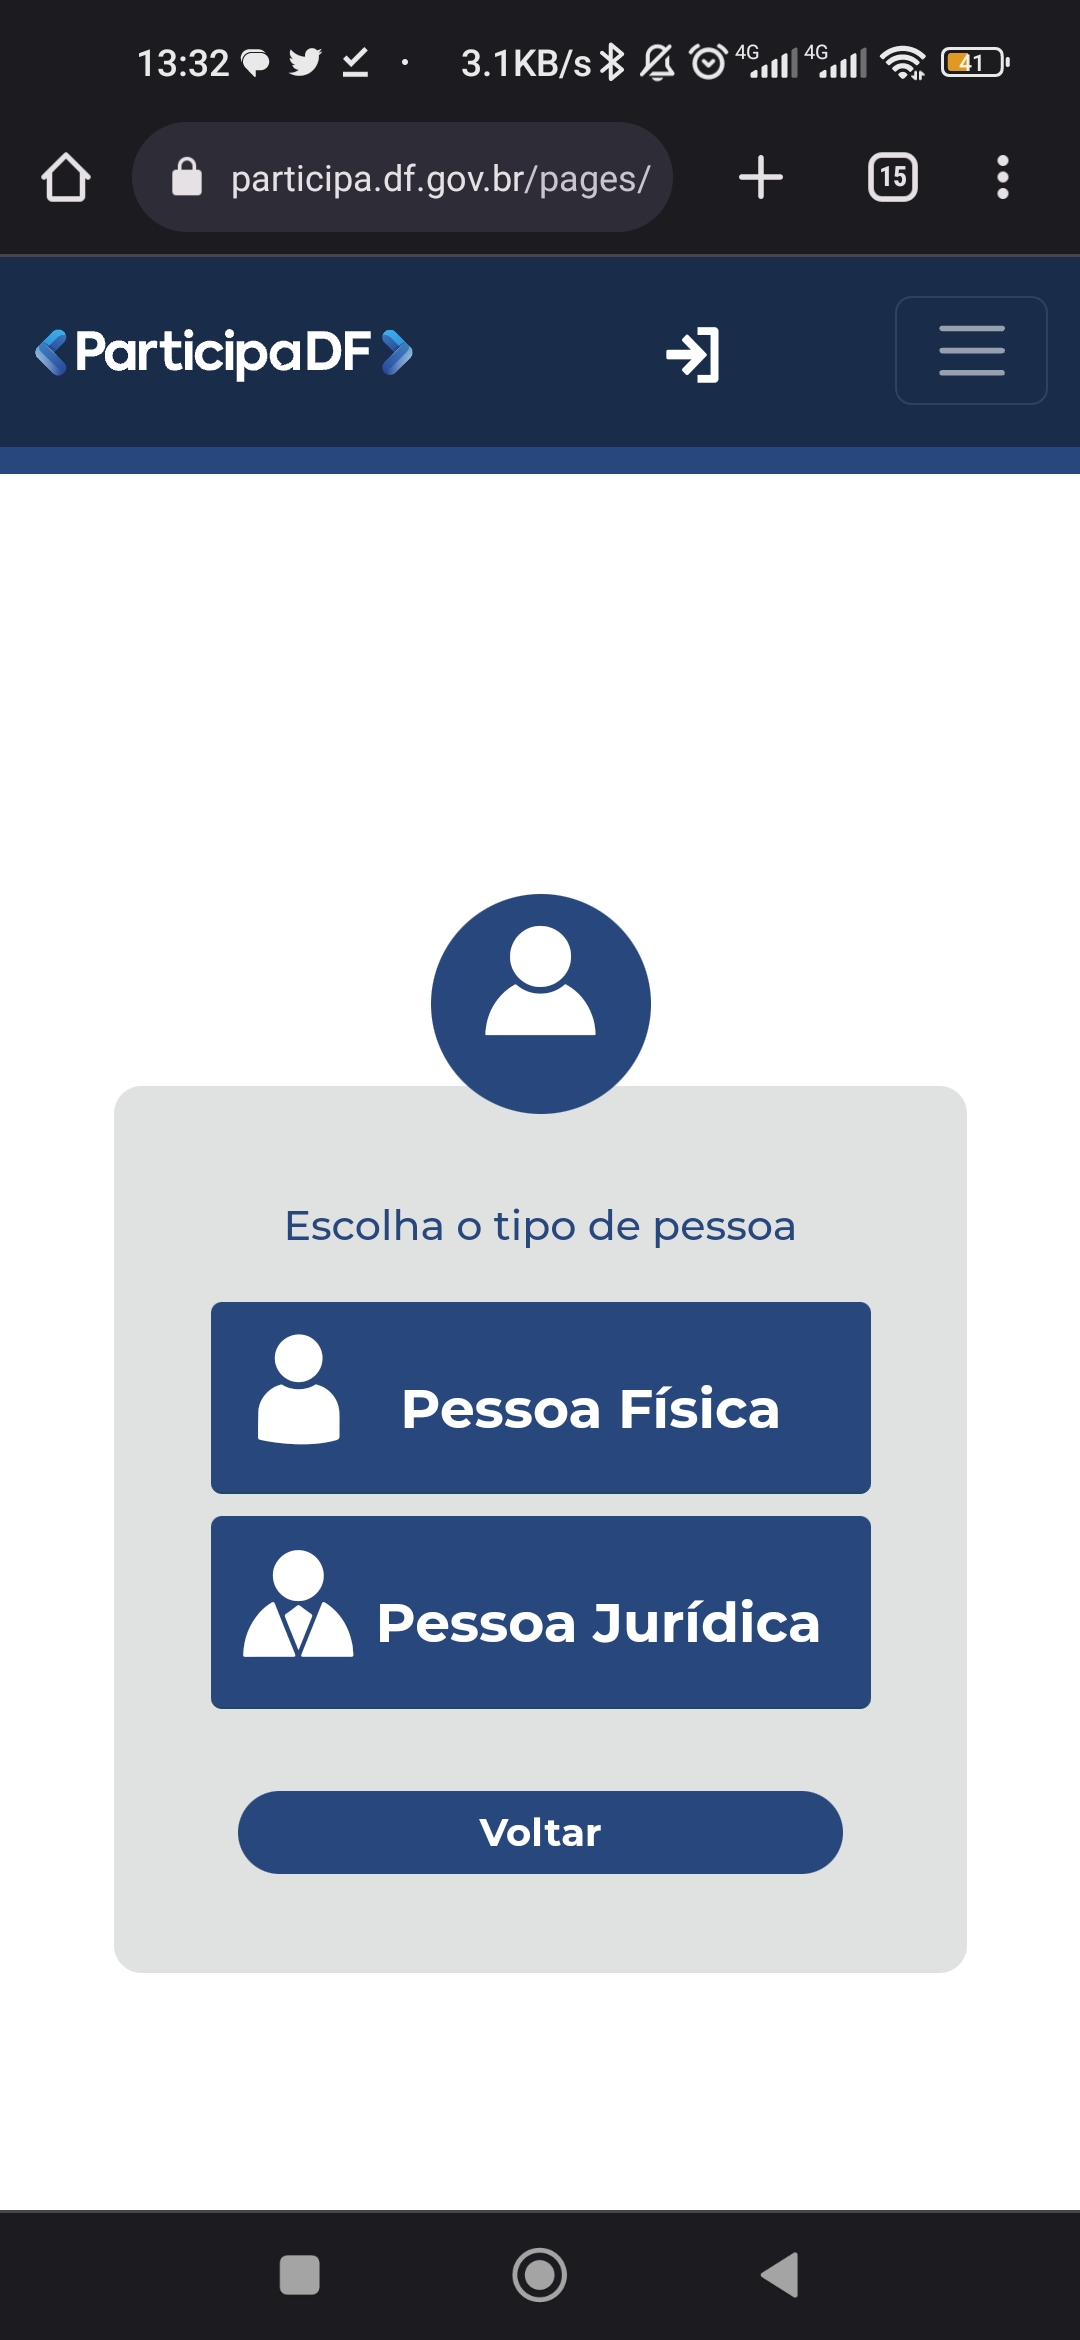 13:32 3.1KB/s 4G 4G 41
participa.df.gov.br/pages/ 15
ParticipaDF
Escolha o tipo de pessoa
Pessoa Física
Pessoa Jurídica
Voltar